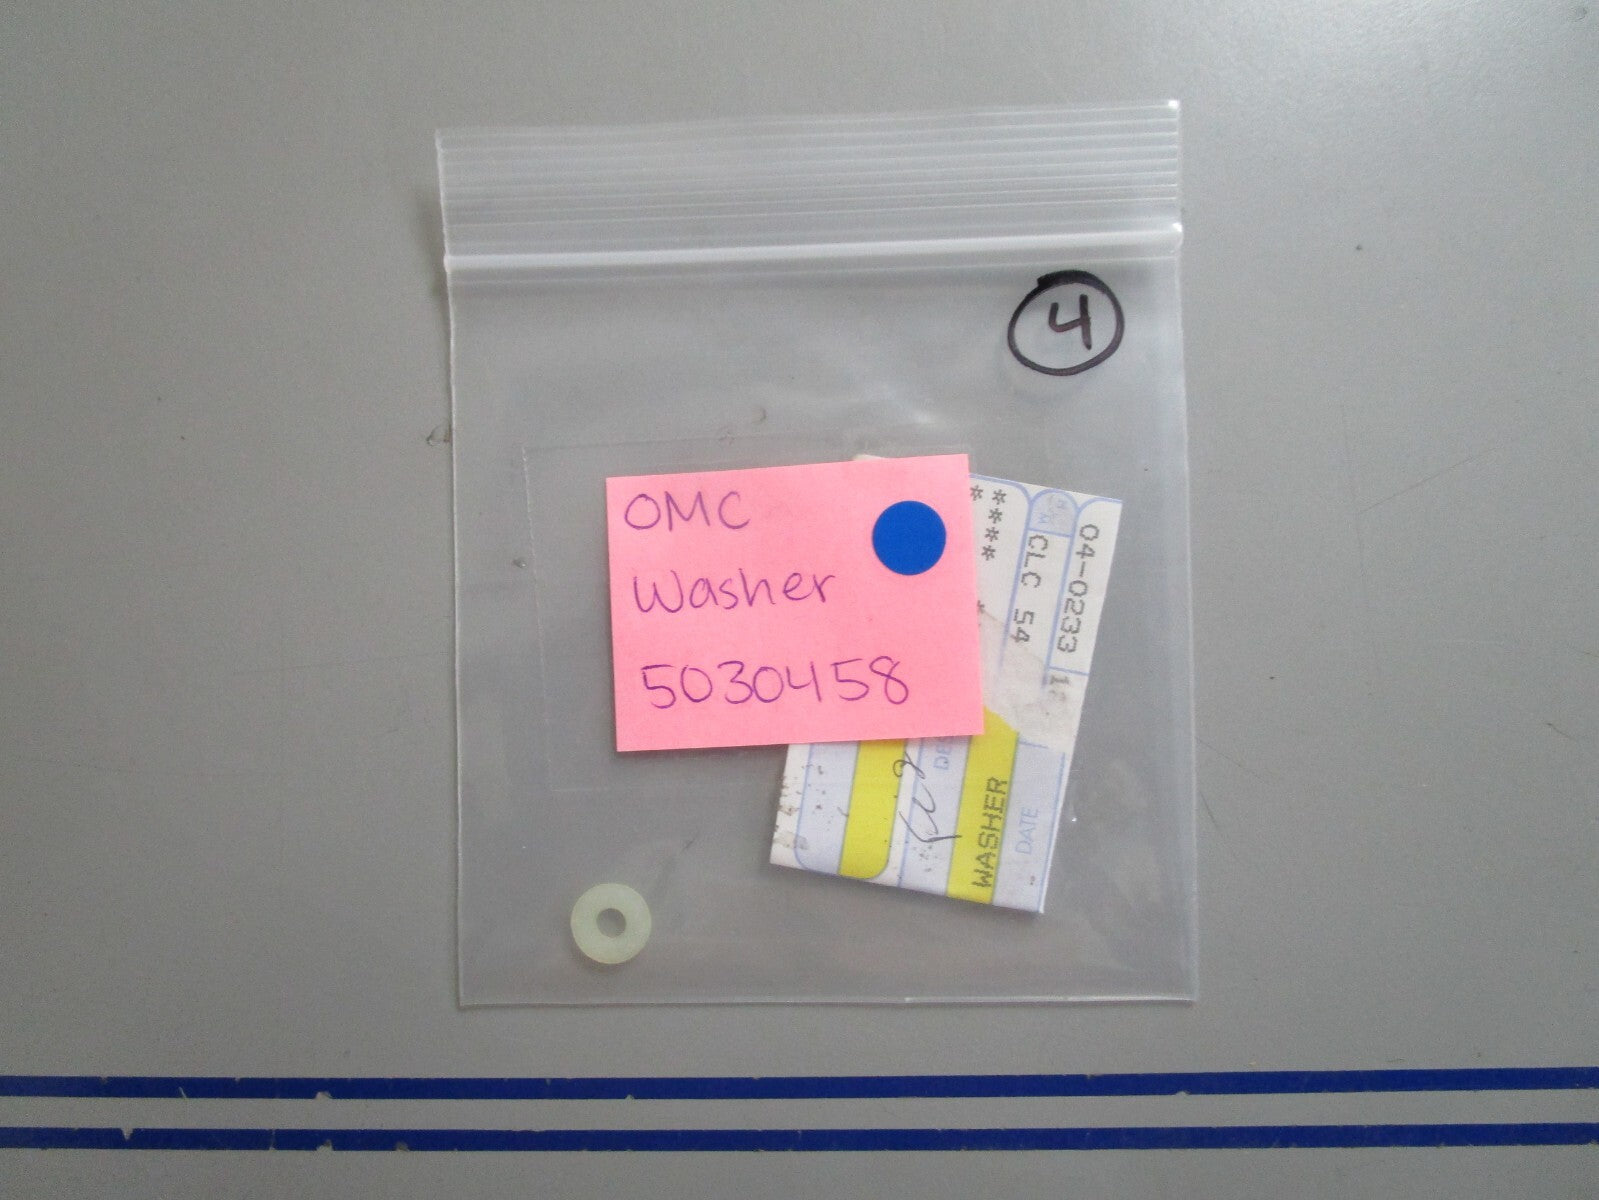 4
OMC
Washer
5030458
04-0233
CLC 54
****
WASHER
DATE